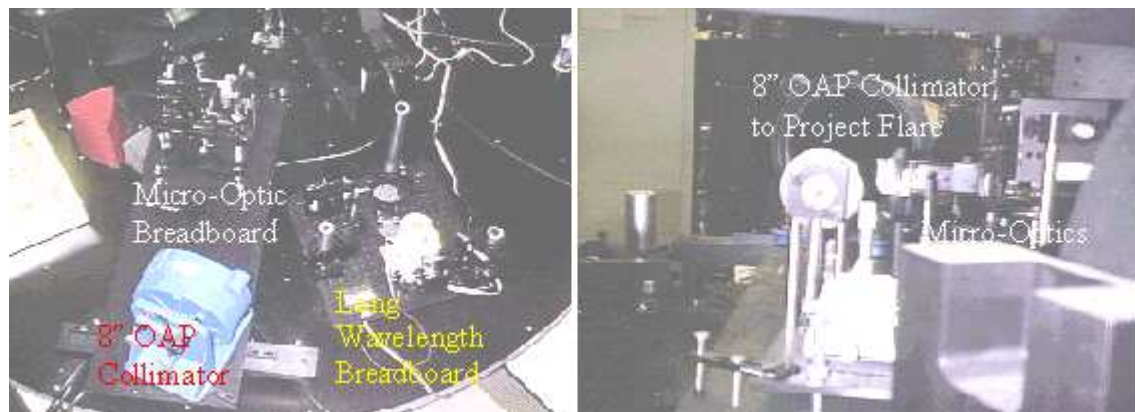 Micro-Optic
Breadboard
8” OAP
Collimator
Long
Wavelength
Breadboard
8” OAP Collimator,
to Project Flare
Micro-Optics